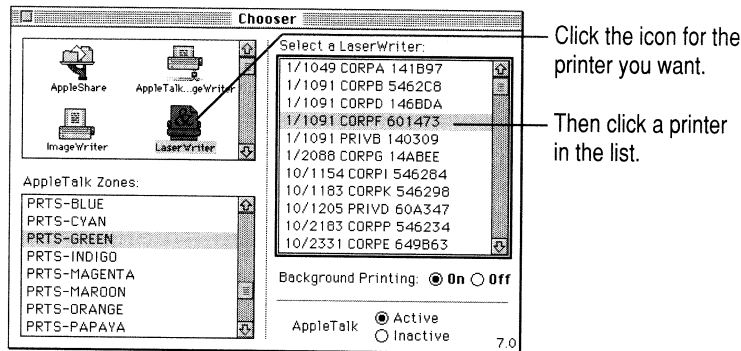 Chooser
AppleShare
AppleTalk...geWriter
ImageWriter
LaserWriter
AppleTalk Zones:
PRTS-BLUE
PRTS-CYAN
PRTS-GREEN
PRTS-INDIGO
PRTS-MAGENTA
PRTS-MAROON
PRTS-ORANGE
PRTS-PAPAYA
Select a LaserWriter:
1/1049 CORPA 141B97
1/1091 CORPB 5462C8
1/1091 CORPD 146BDA
1/1091 CORPF 601473
1/1091 PRIVB 140309
1/2088 CORPG 14ABEE
10/1154 CORPI 546284
10/1183 CORPK 546298
10/1205 PRIVD 60A347
10/2183 CORPP 546234
10/2331 CORPE 649B63
Background Printing: On Off
AppleTalk Active
Inactive
7.0
Click the icon for the
printer you want.
Then click a printer
in the list.